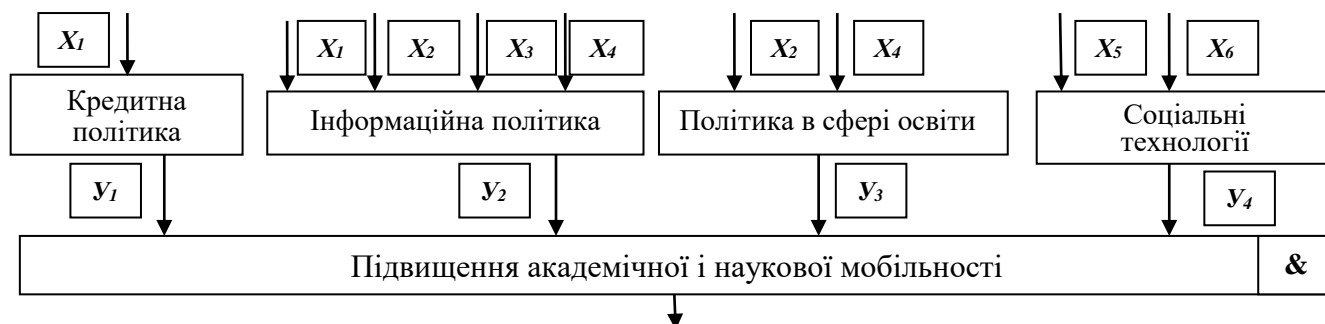 X₁ X₁ X₂ X₃ X₄ X₂ X₄ X₅ X₆
Кредитна
політика
Інформаційна політика
Політика в сфері освіти
Соціальні
технології
У₁ У₂ У₃ У₄
Підвищення академічної і наукової мобільності &